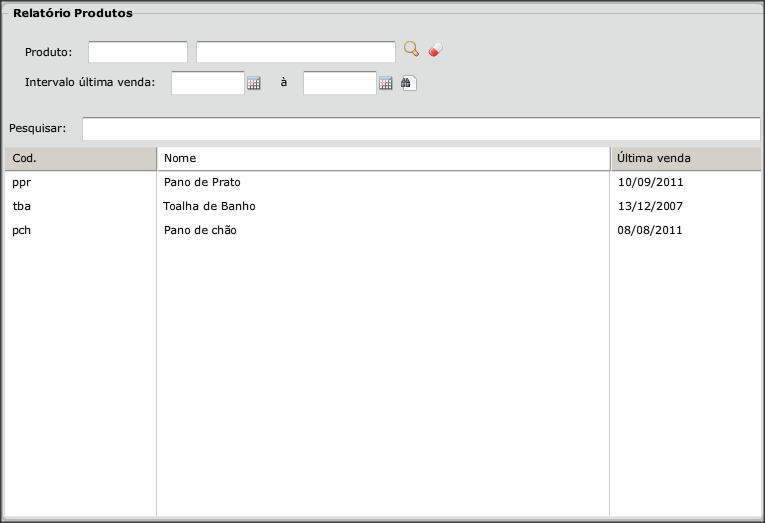 Relatório Produtos
Produto:
Intervalo última venda: à
Pesquisar:
Cod. Nome Última venda
ppr Pano de Prato 10/09/2011
tba Toalha de Banho 13/12/2007
pch Pano de chão 08/08/2011